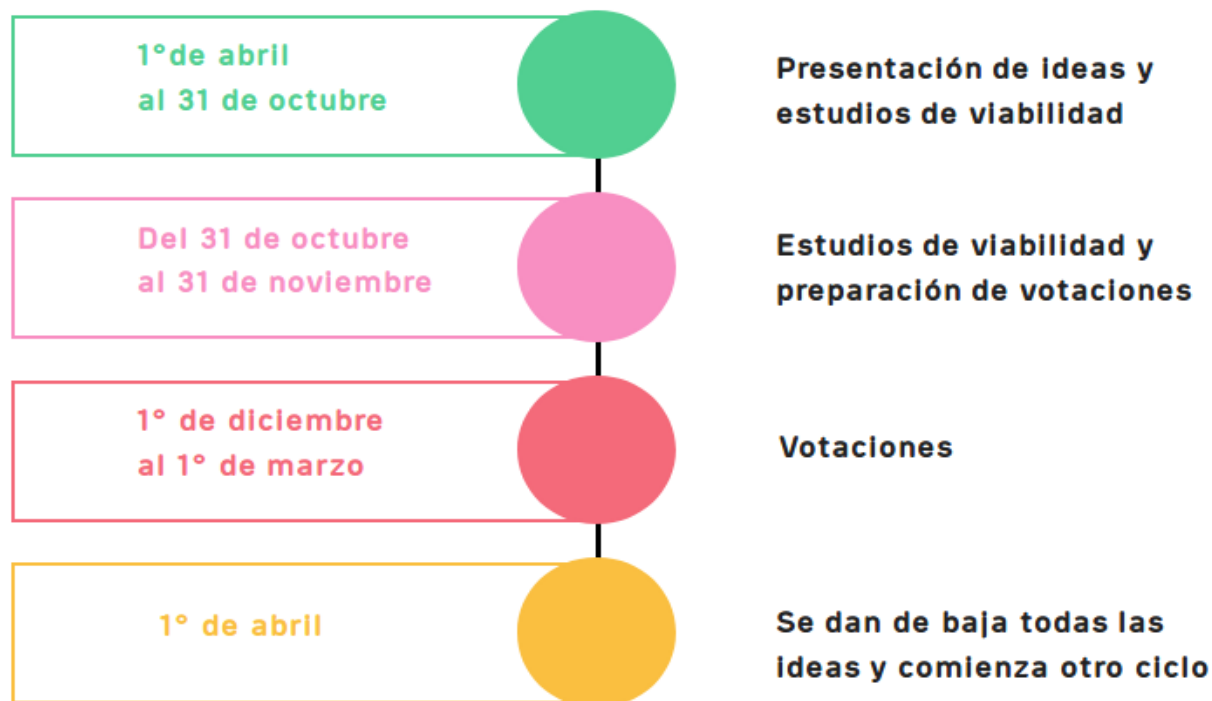 1°de abril
al 31 de octubre
Presentación de ideas y
estudios de viabilidad
Del 31 de octubre
al 31 de noviembre
Estudios de viabilidad y
preparación de votaciones
1° de diciembre
al 1° de marzo
Votaciones
1° de abril
Se dan de baja todas las
ideas y comienza otro ciclo